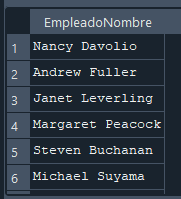 EmpleadoNombre
1 Nancy Davolio
2 Andrew Fuller
3 Janet Leverling
4 Margaret Peacock
5 Steven Buchanan
6 Michael Suyama